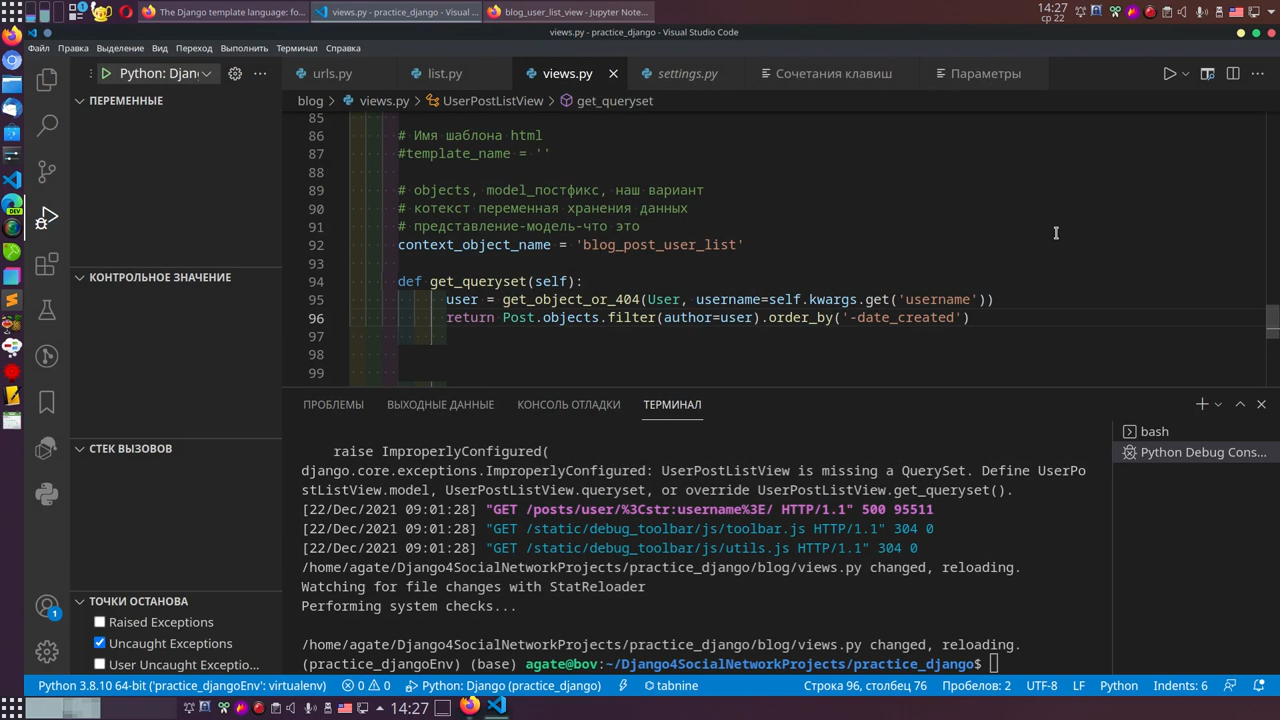 The Django template language: fo...
views.py - practice_django - Visual ...
blog_user_list_view - Jupyter Note...
14:27
ср 22
views.py - practice_django - Visual Studio Code
Файл Правка Выделение Вид Переход Выполнить Терминал Справка
Python: Djan
urls.py
list.py
views.py
settings.py
Сочетания клавиш
Параметры
ПЕРЕМЕННЫЕ
blog > views.py > UserPostListView > get_queryset
85
86 # Имя шаблона html
87 #template_name = ''
88
89 # objects, model_постфикс, наш вариант
90 # котекст переменная хранения данных
91 # представление-модель-что это
92 context_object_name = 'blog_post_user_list'
93
94 def get_queryset(self):
95 user = get_object_or_404(User, username=self.kwargs.get('username'))
96 return Post.objects.filter(author=user).order_by('-date_created')
97
98
99
КОНТРОЛЬНОЕ ЗНАЧЕНИЕ
СТЕК ВЫЗОВОВ
ТОЧКИ ОСТАНОВА
Raised Exceptions
Uncaught Exceptions
User Uncaught Exceptio...
ПРОБЛЕМЫ ВЫХОДНЫЕ ДАННЫЕ КОНСОЛЬ ОТЛАДКИ ТЕРМИНАЛ
bash
Python Debug Cons...
raise ImproperlyConfigured(
django.core.exceptions.ImproperlyConfigured: UserPostListView is missing a QuerySet. Define UserPo
stListView.model, UserPostListView.queryset, or override UserPostListView.get_queryset().
[22/Dec/2021 09:01:28] "GET /posts/user/%3Cstr:username%3E/ HTTP/1.1" 500 95511
[22/Dec/2021 09:01:28] "GET /static/debug_toolbar/js/toolbar.js HTTP/1.1" 304 0
[22/Dec/2021 09:01:28] "GET /static/debug_toolbar/js/utils.js HTTP/1.1" 304 0
/home/agate/Django4SocialNetworkProjects/practice_django/blog/views.py changed, reloading.
Watching for file changes with StatReloader
Performing system checks...
/home/agate/Django4SocialNetworkProjects/practice_django/blog/views.py changed, reloading.
(practice_djangoEnv) (base) agate@bov:~/Django4SocialNetworkProjects/practice_django$
DEV
1
Python 3.8.10 64-bit ('practice_djangoEnv': virtualenv) 0 0 Python: Django (practice_django) tabnine Строка 96, столбец 76 Пробелов: 2 UTF-8 LF Python Indents: 6
14:27